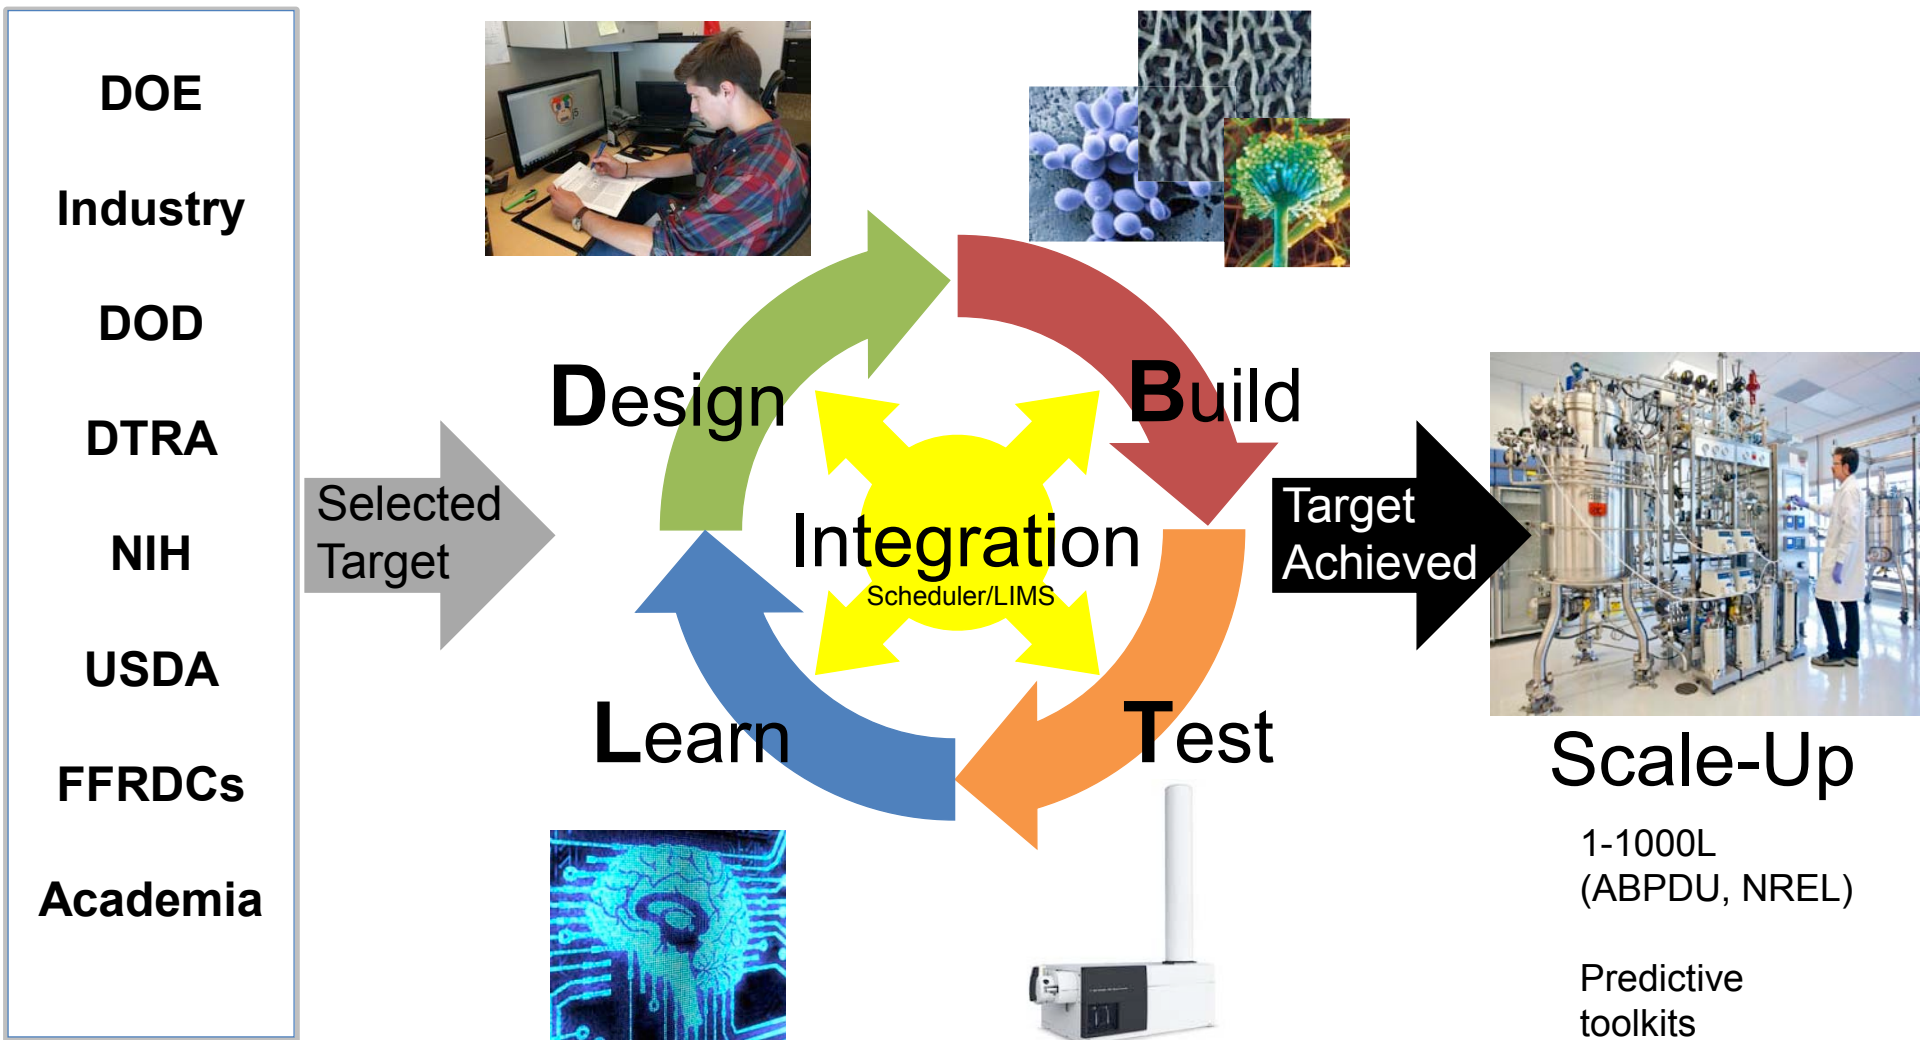 DOE
Industry
DOD
DTRA
NIH
USDA
FFRDCs
Academia
Selected
Target
Design
Build
Integration
Scheduler/LIMS
Learn
Test
Target
Achieved
Scale-Up
1-1000L
(ABPDU, NREL)
Predictive
toolkits